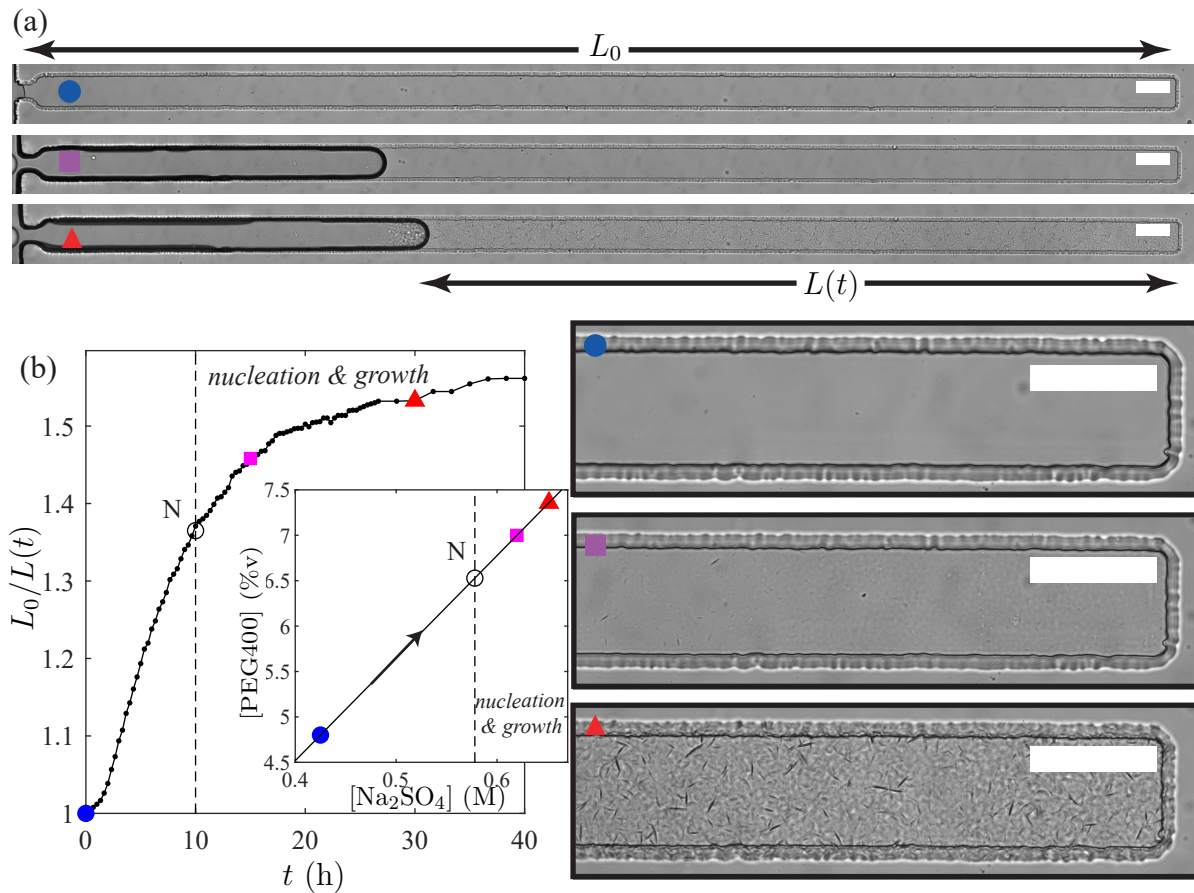 (a)
L₀
L(t)
(b)
nucleation & growth
N
L₀/L(t)
1.5
1.4
1.3
1.2
1.1
1
0
10
20
30
40
t (h)
[PEG400] (%v)
7.5
7
6.5
6
5.5
5
4.5
N
nucleation
& growth
0.4
0.5
0.6
[Na₂SO₄] (M)